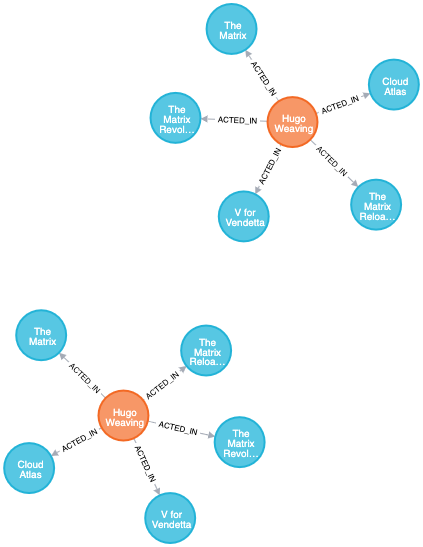 The
Matrix
ACTED_IN
Cloud
Atlas
ACTED_IN
The
Matrix
Revol...
ACTED_IN
Hugo
Weaving
ACTED_IN
The
Matrix
Reloa...
ACTED_IN
V for
Vendetta
The
Matrix
ACTED_IN
The
Matrix
Reloa...
ACTED_IN
Hugo
Weaving
ACTED_IN
The
Matrix
Revol...
ACTED_IN
Cloud
Atlas
ACTED_IN
V for
Vendetta